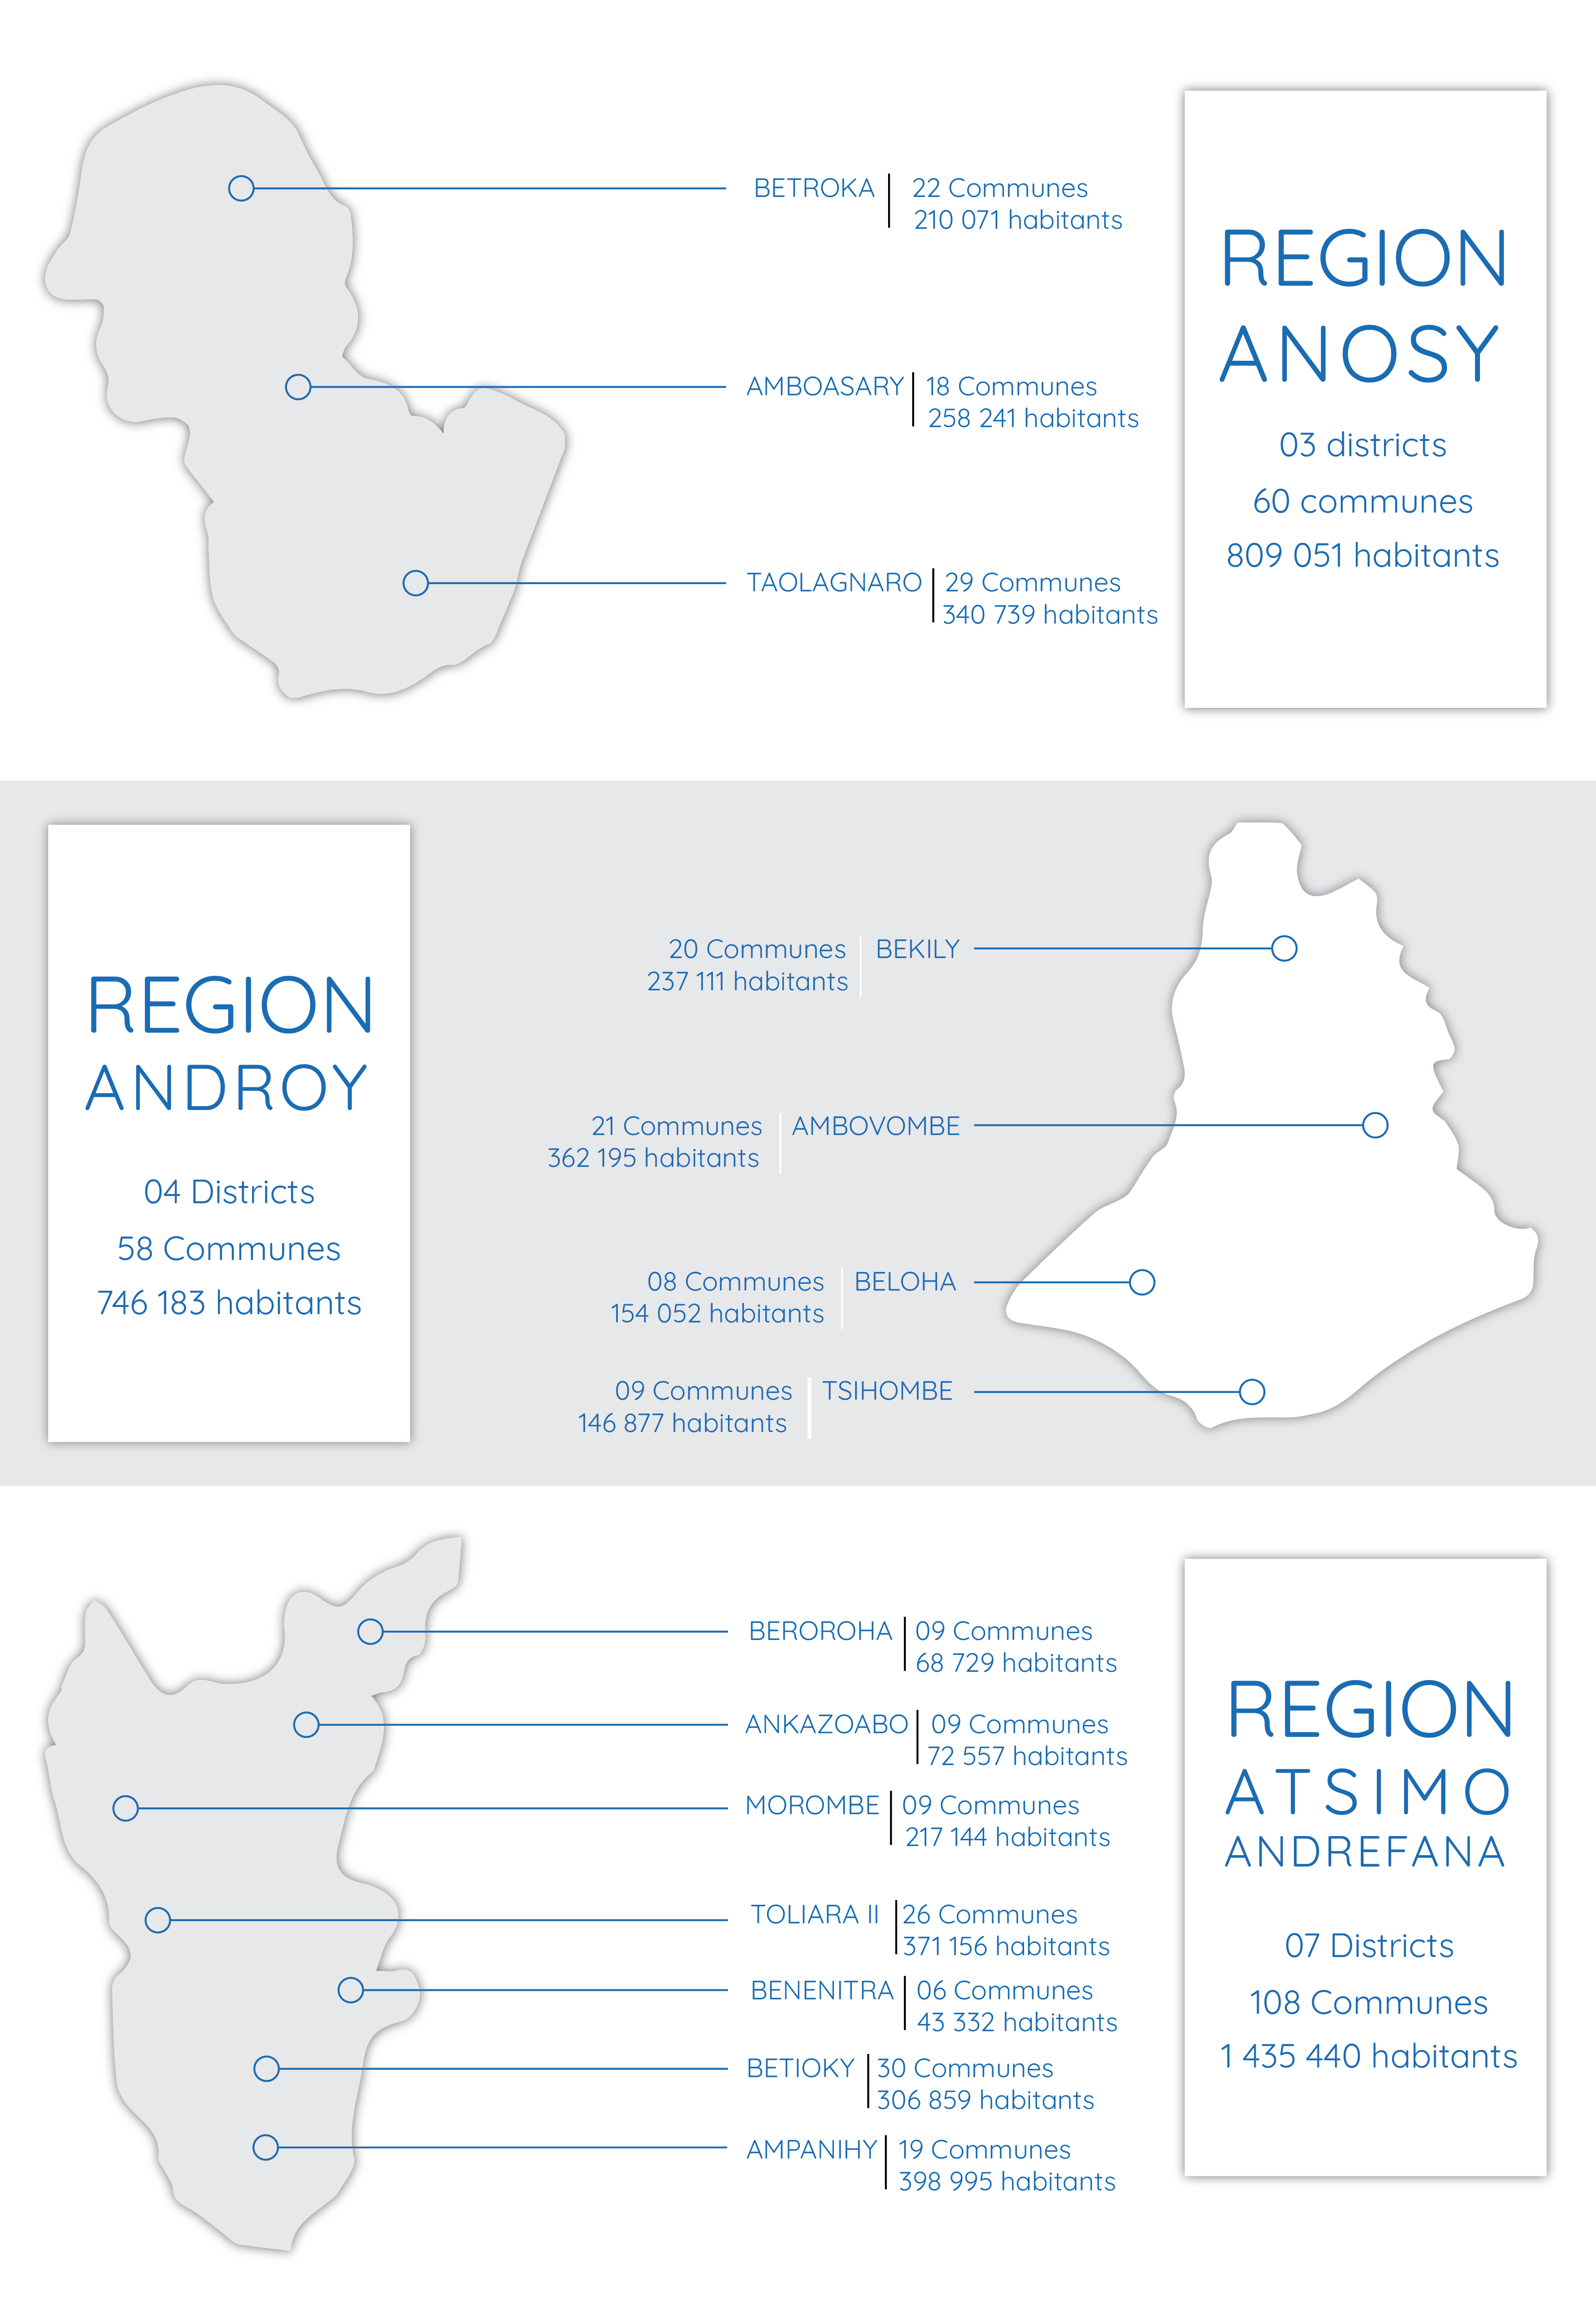 BETROKA
22 Communes
210 071 habitants
AMBOASARY
18 Communes
258 241 habitants
TAOLAGNARO
29 Communes
340 739 habitants
REGION
ANOSY
03 districts
60 communes
809 051 habitants
REGION
ANDROY
04 Districts
58 Communes
746 183 habitants
20 Communes
237 111 habitants
BEKILY
21 Communes
362 195 habitants
AMBOVOMBE
08 Communes
154 052 habitants
BELOHA
09 Communes
146 877 habitants
TSIHOMBE
BEROROHA
09 Communes
68 729 habitants
ANKAZOABO
09 Communes
72 557 habitants
MOROMBE
09 Communes
217 144 habitants
TOLIARA II
26 Communes
371 156 habitants
BENENITRA
06 Communes
43 332 habitants
BETIOKY
30 Communes
306 859 habitants
AMPANIHY
19 Communes
398 995 habitants
REGION
ATSIMO
ANDREFANA
07 Districts
108 Communes
1 435 440 habitants